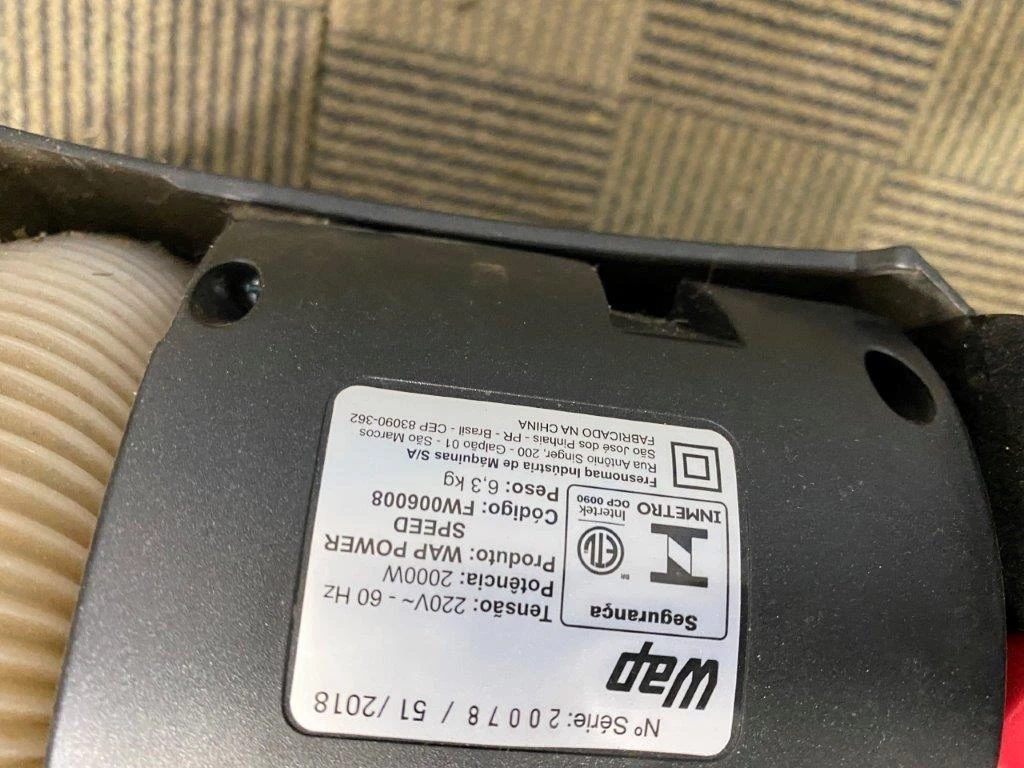 Nº Série: 20078 / 51/2018
Wap
Segurança
BR
INMETRO
Intertek
OCP 0090
Tensão: 220V~ - 60 Hz
Potência: 2000W
Produto: WAP POWER
SPEED
Código: FW006008
Peso: 6,3 kg
Fresnomaq Indústria de Máquinas S/A
Rua Antônio Singer, 200 - Galpão 01 - São Marcos
São José dos Pinhais - PR - Brasil - CEP 83090-362
FABRICADO NA CHINA